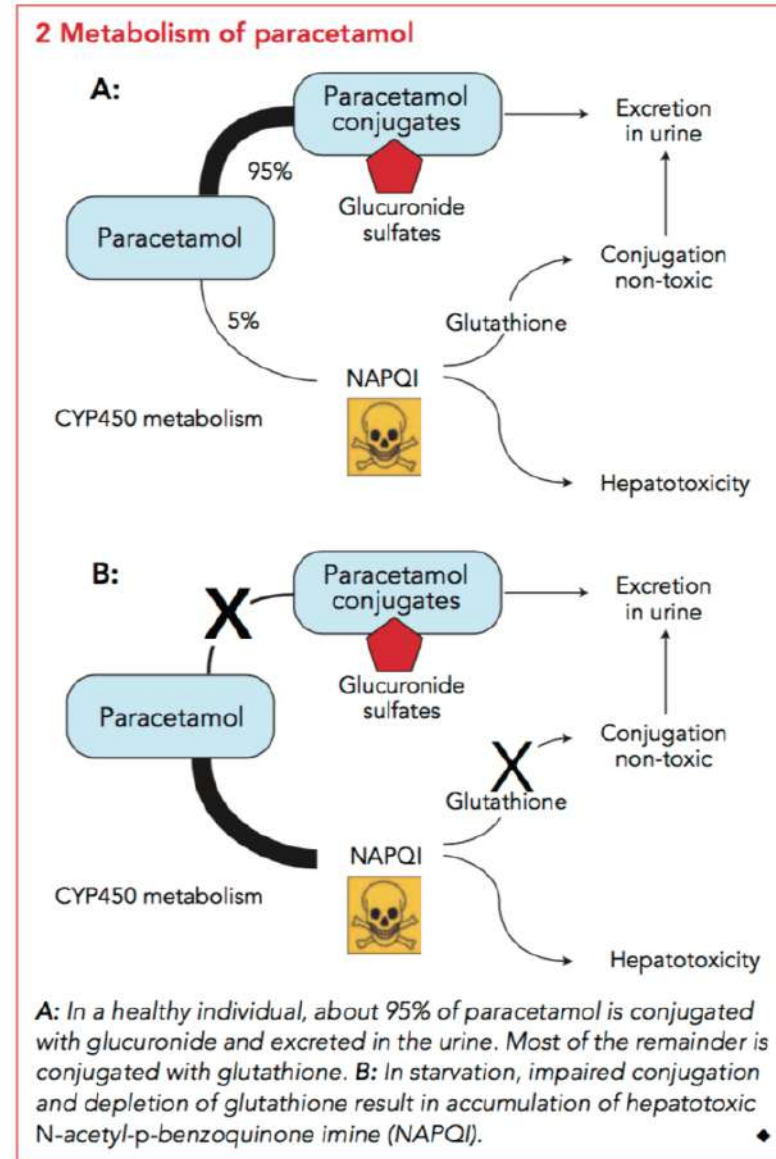 2 Metabolism of paracetamol
A:
Paracetamol
conjugates
Excretion
in urine
95%
Glucuronide
sulfates
Paracetamol
Conjugation
non-toxic
5%
Glutathione
NAPQI
CYP450 metabolism
Hepatotoxicity
B:
Paracetamol
conjugates
Excretion
in urine
X
Glucuronide
sulfates
Paracetamol
Conjugation
non-toxic
X
Glutathione
NAPQI
CYP450 metabolism
Hepatotoxicity
A: In a healthy individual, about 95% of paracetamol is conjugated
with glucuronide and excreted in the urine. Most of the remainder is
conjugated with glutathione. B: In starvation, impaired conjugation
and depletion of glutathione result in accumulation of hepatotoxic
N-acetyl-p-benzoquinone imine (NAPQI).